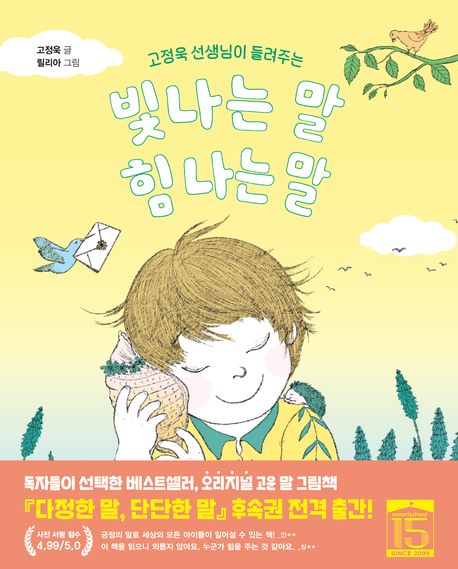 고정욱 글
릴리아 그림
고정욱 선생님이 들려주는
빛나는 말
힘 나는 말
독자들이 선택한 베스트셀러, 오리지널 고운 말 그림책
『다정한 말, 단단한 말』 후속권 전격 출간!
사전 서평 점수
4.99/5.0
긍정의 말로 세상의 모든 아이들이 일어설 수 있는 책! _안**
이 책을 읽으니 외롭지 않아요. 누군가 힘을 주는 것 같아요. _심**
15
SINCE 2009